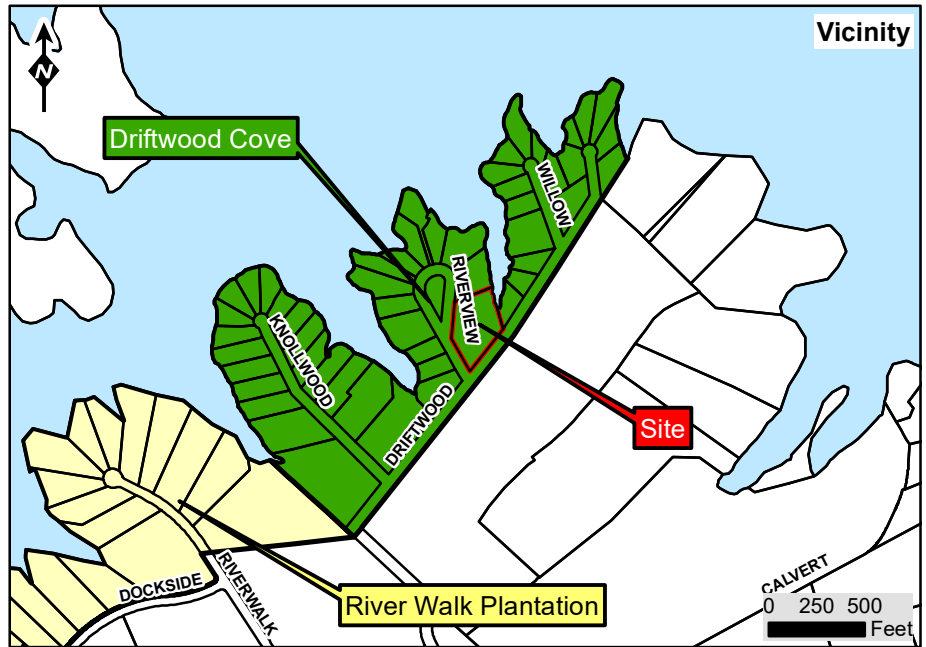 Vicinity
N
Driftwood Cove
WILLOW
RIVERVIEW
KNOLLWOOD
DRIFTWOOD
Site
CALVERT
RIVERWALK
DOCKSIDE
River Walk Plantation
0 250 500
Feet